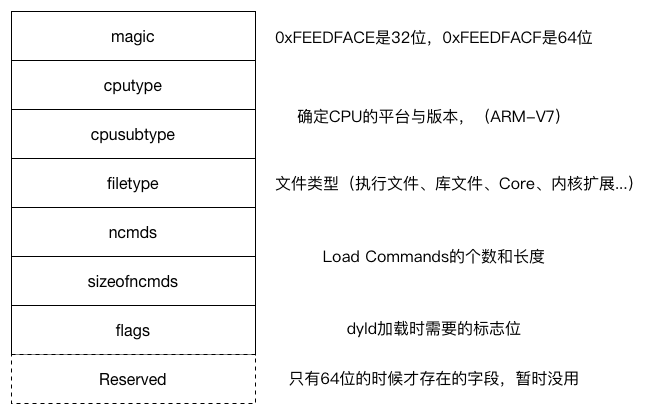 magic
0xFEEDFACE是32位，0xFEEDFACF是64位
cputype
确定CPU的平台与版本，（ARM-V7）
cpusubtype
filetype
文件类型（执行文件、库文件、Core、内核扩展...）
ncmds
Load Commands的个数和长度
sizeofncmds
flags
dyld加载时需要的标志位
Reserved
只有64位的时候才存在的字段，暂时没用